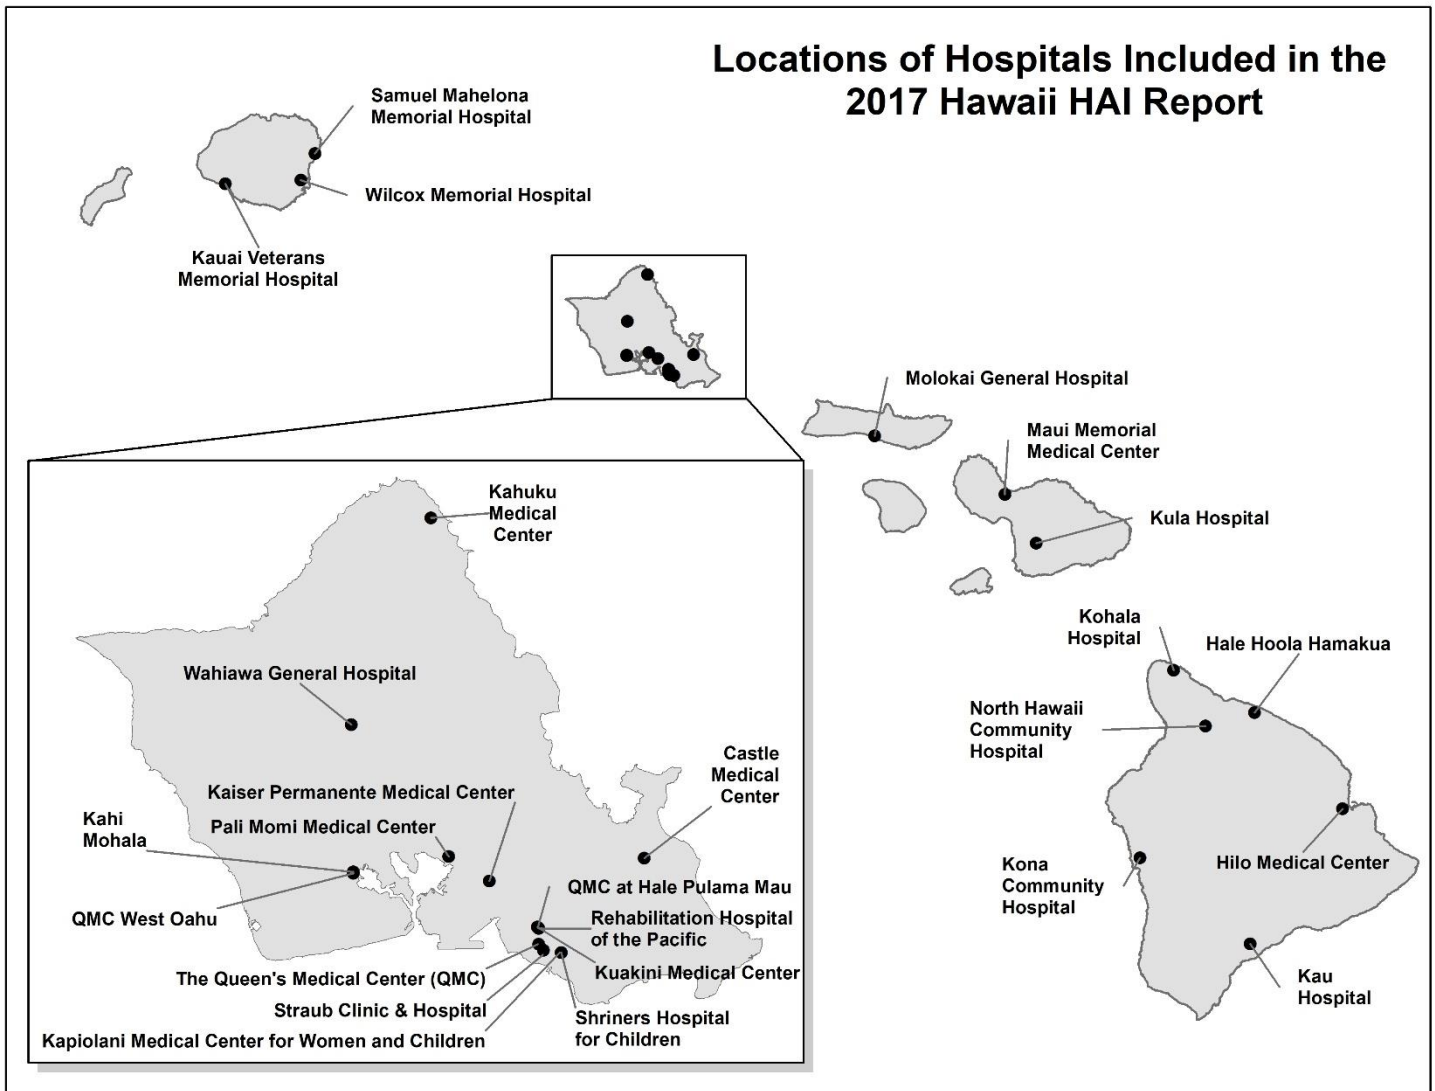 Locations of Hospitals Included in the
2017 Hawaii HAI Report
Samuel Mahelona
Memorial Hospital
Wilcox Memorial Hospital
Kauai Veterans
Memorial Hospital
Molokai General Hospital
Maui Memorial
Medical Center
Kula Hospital
Kohala
Hospital
Hale Hoola Hamakua
North Hawaii
Community
Hospital
Hilo Medical Center
Kona
Community
Hospital
Kau
Hospital
Kahuku
Medical
Center
Wahiawa General Hospital
Castle
Medical
Center
Kaiser Permanente Medical Center
Pali Momi Medical Center
Kahi
Mohala
QMC West Oahu
QMC at Hale Pulama Mau
Rehabilitation Hospital
of the Pacific
Kuakini Medical Center
The Queen's Medical Center (QMC)
Straub Clinic & Hospital
Kapiolani Medical Center for Women and Children
Shriners Hospital
for Children